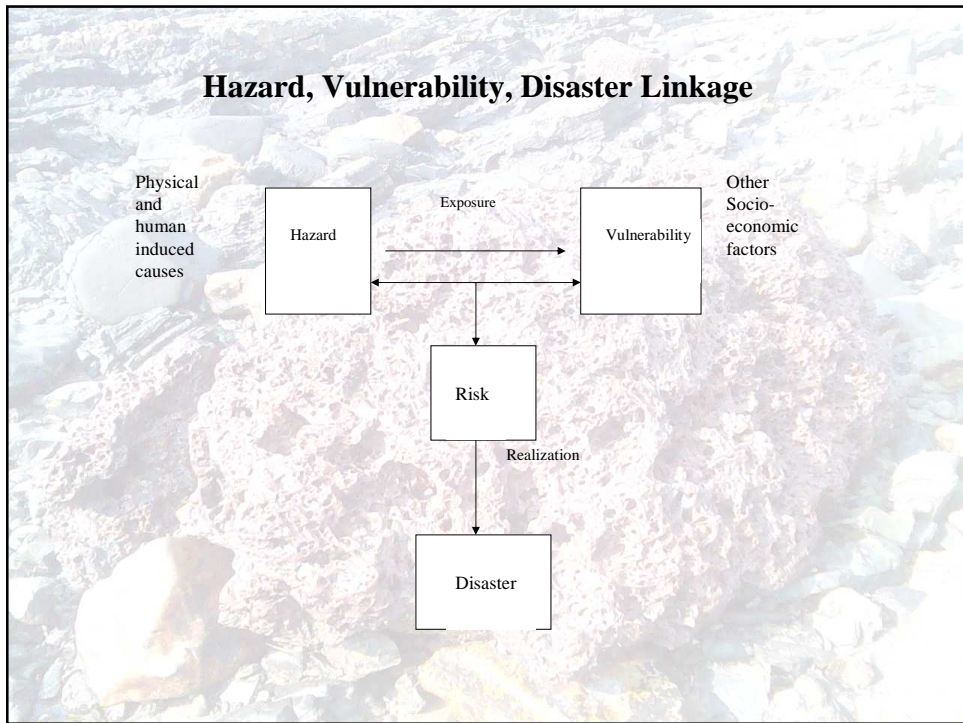 Hazard, Vulnerability, Disaster Linkage
Physical
and
human
induced
causes
Hazard
Exposure
Vulnerability
Other
Socio-
economic
factors
Risk
Realization
Disaster